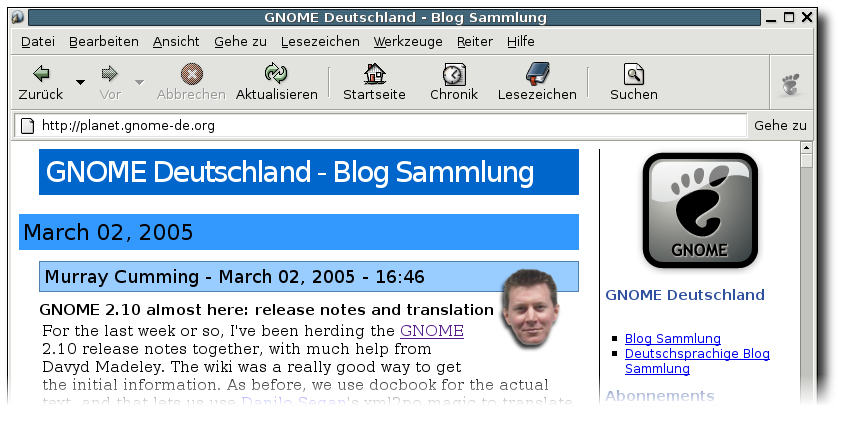 GNOME Deutschland - Blog Sammlung
Datei Bearbeiten Ansicht Gehe zu Lesezeichen Werkzeuge Reiter Hilfe
Zurück Vor Abbrechen Aktualisieren Startseite Chronik Lesezeichen Suchen
http://planet.gnome-de.org Gehe zu
GNOME Deutschland - Blog Sammlung
March 02, 2005
Murray Cumming - March 02, 2005 - 16:46
GNOME 2.10 almost here: release notes and translation
For the last week or so, I've been herding the GNOME
2.10 release notes together, with much help from
Davyd Madeley. The wiki was a really good way to get
the initial information. As before, we use docbook for the actual
text, and that lets us use Danilo Segan's xml2po magic to translate
GNOME
GNOME Deutschland
Blog Sammlung
Deutschsprachige Blog
Sammlung
Abonnements